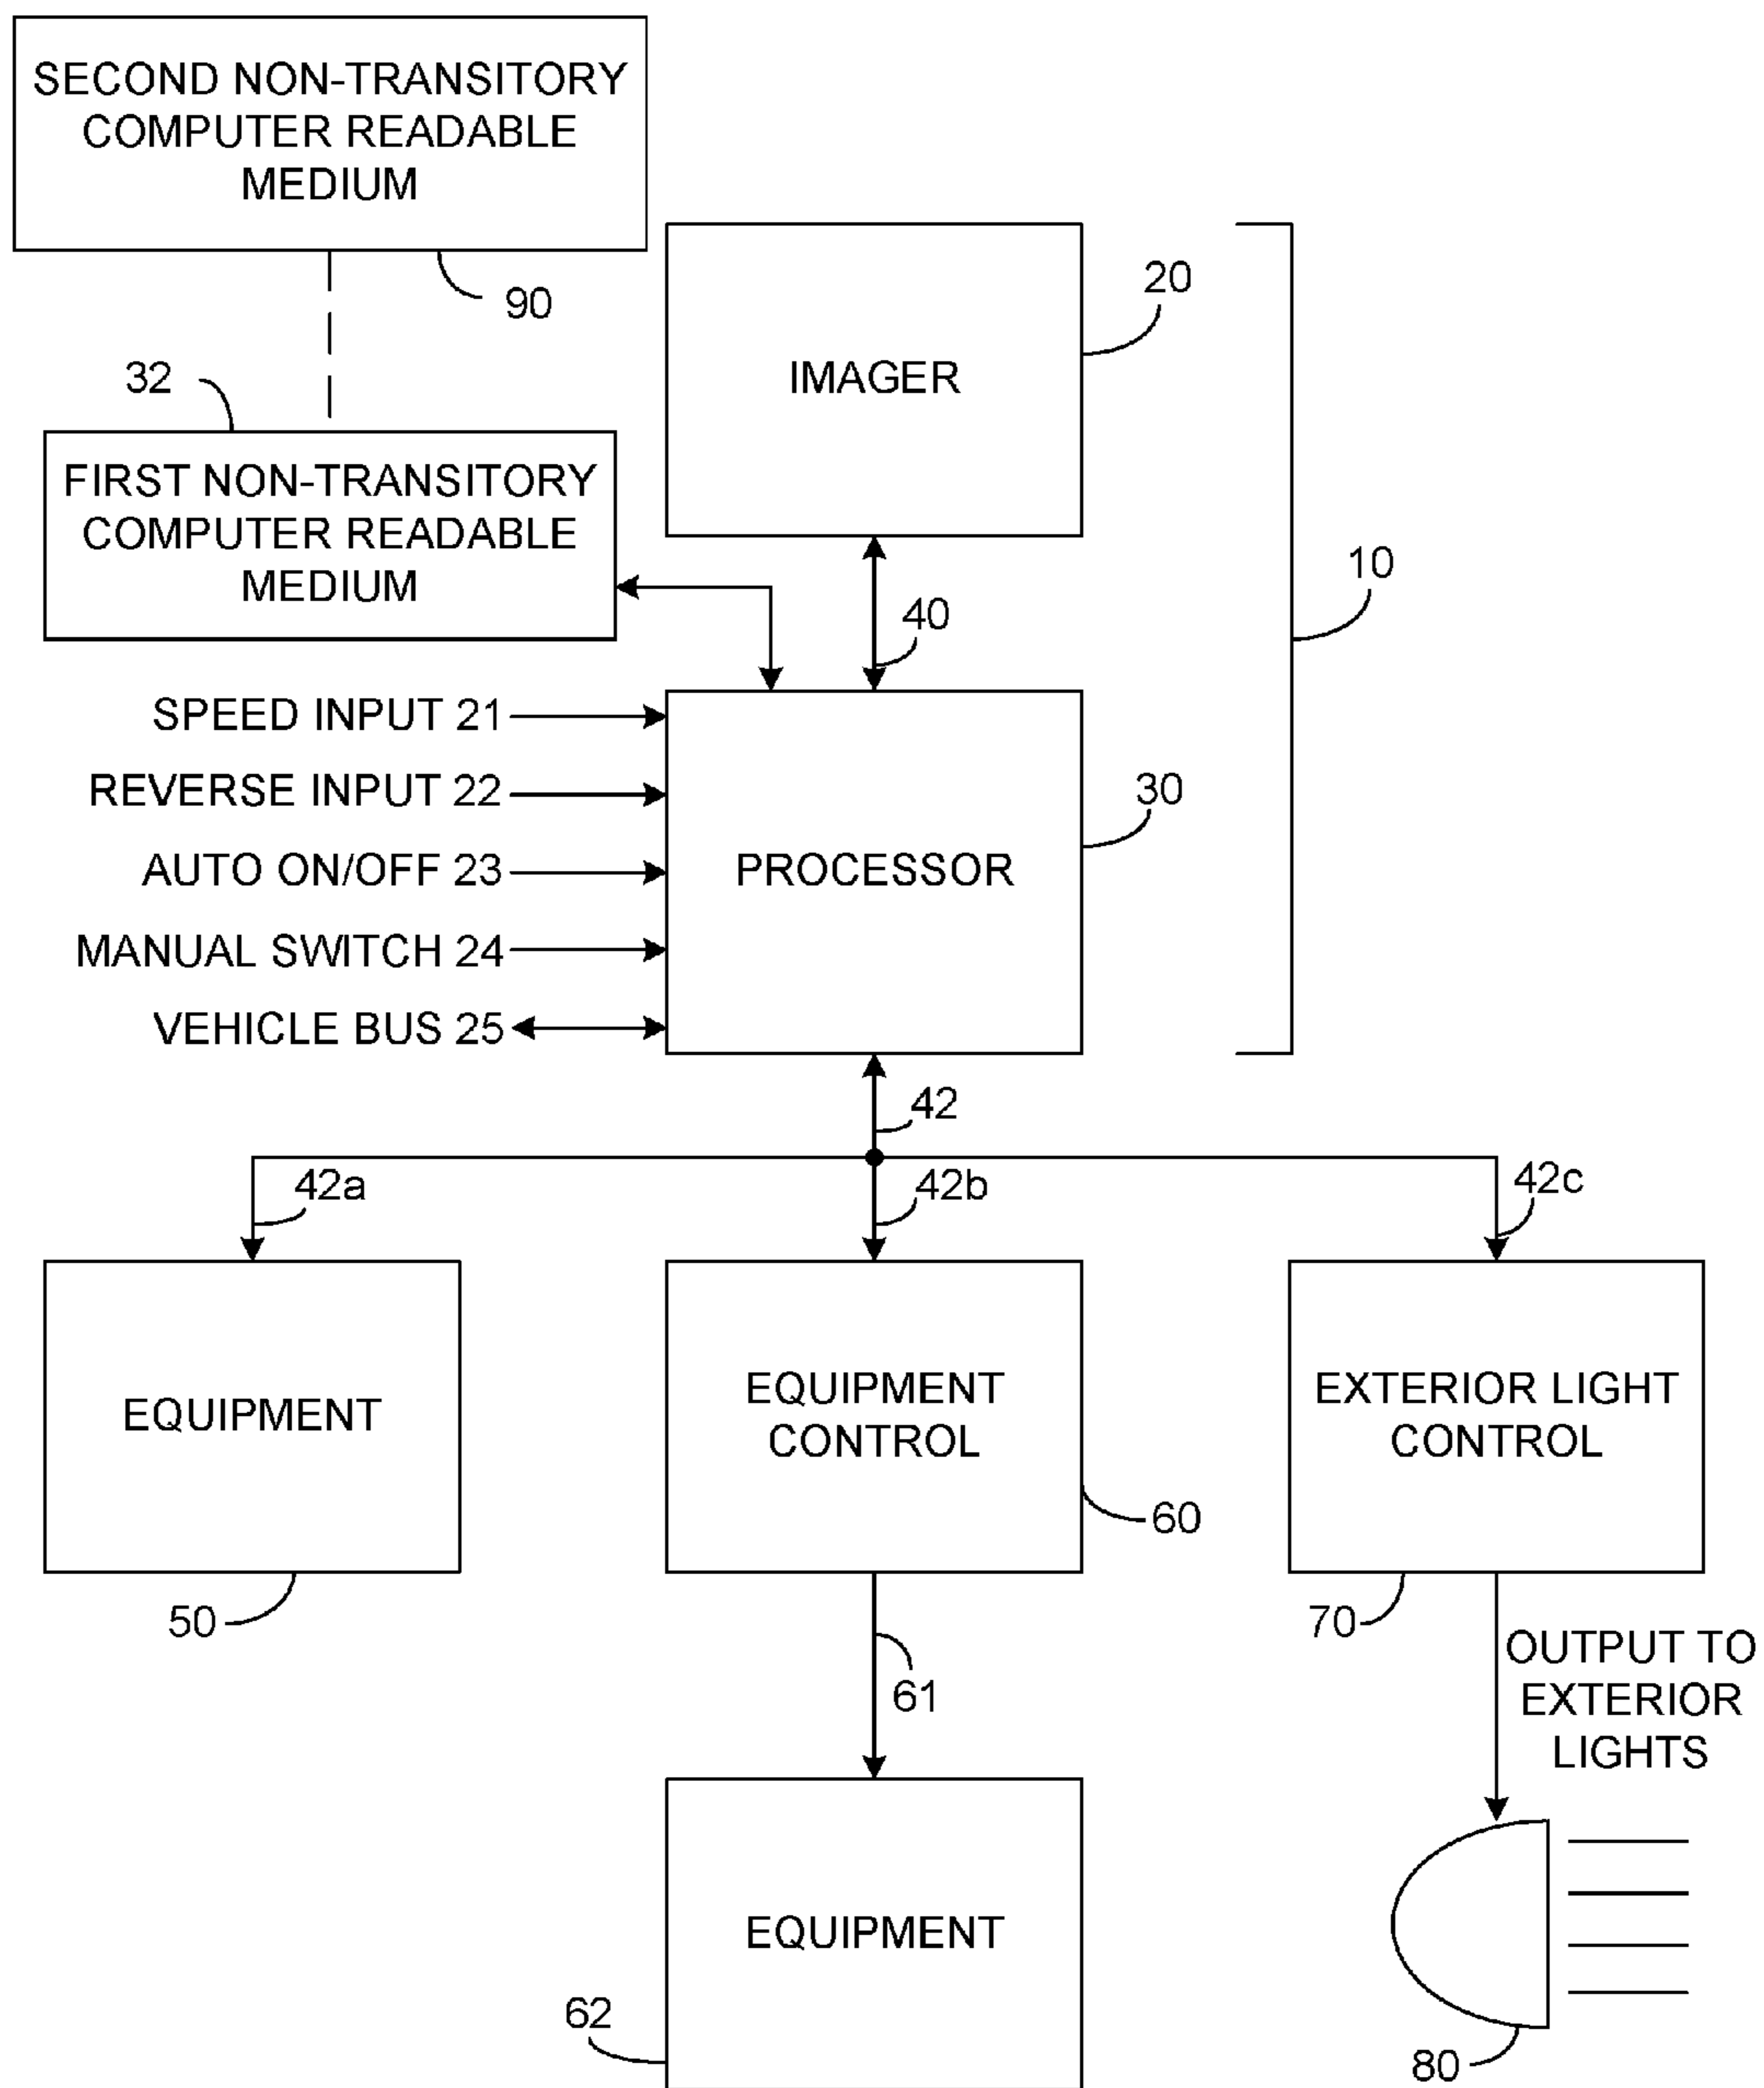 SECOND NON-TRANSITORY
COMPUTER READABLE
MEDIUM
90
20
IMAGER
32
FIRST NON-TRANSITORY
COMPUTER READABLE
MEDIUM
10
40
SPEED INPUT 21
REVERSE INPUT 22
AUTO ON/OFF 23
MANUAL SWITCH 24
VEHICLE BUS 25
PROCESSOR
30
42
42a
42b
42c
EQUIPMENT
50
EQUIPMENT
CONTROL
60
EXTERIOR LIGHT
CONTROL
70
61
OUTPUT TO
EXTERIOR
LIGHTS
EQUIPMENT
62
80